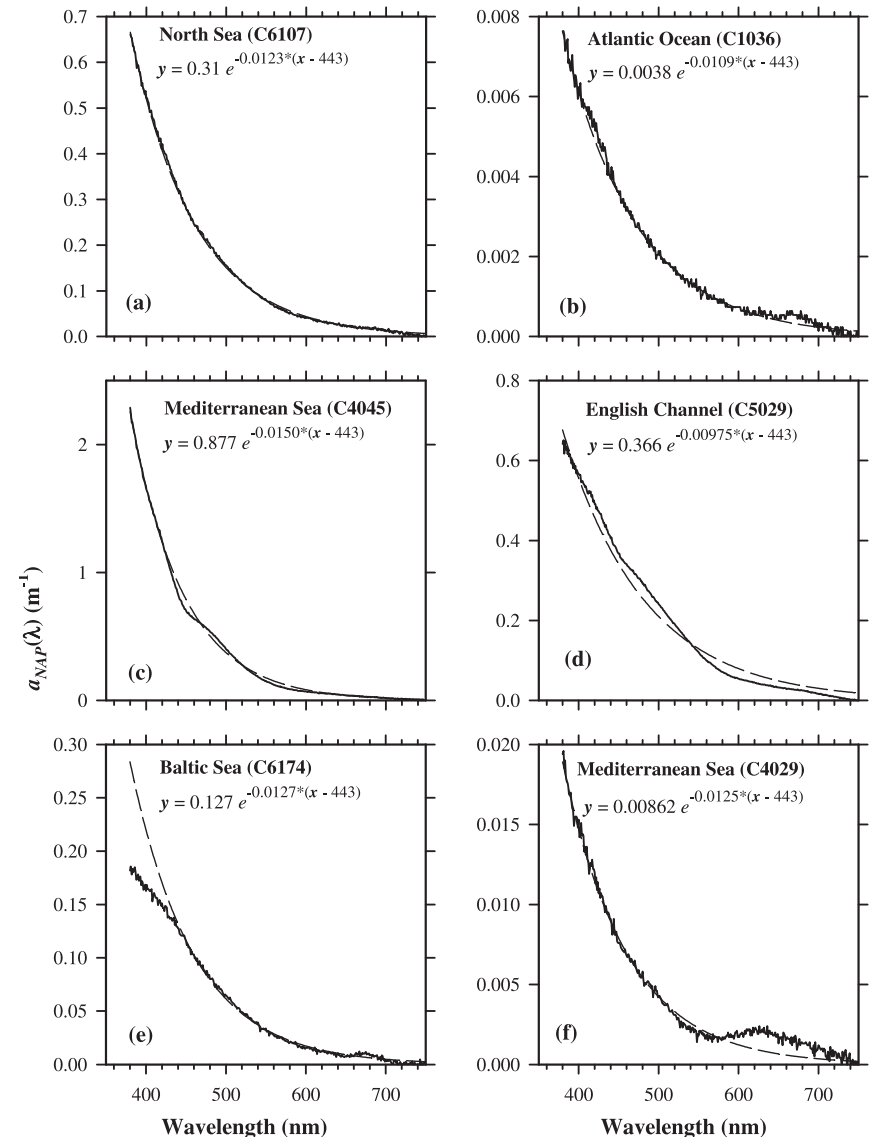 North Sea (C6107)
y = 0.31 e^-0.0123*(x - 443)
0.7
0.6
0.5
0.4
0.3
0.2
0.1
0.0
(a)
Atlantic Ocean (C1036)
y = 0.0038 e^-0.0109*(x - 443)
0.008
0.006
0.004
0.002
0.000
(b)
Mediterranean Sea (C4045)
y = 0.877 e^-0.0150*(x - 443)
2
1
0
(c)
English Channel (C5029)
y = 0.366 e^-0.00975*(x - 443)
0.8
0.6
0.4
0.2
0.0
(d)
a_NAP(λ) (m^-1)
Baltic Sea (C6174)
y = 0.127 e^-0.0127*(x - 443)
0.30
0.25
0.20
0.15
0.10
0.05
0.00
(e)
400 500 600 700
Wavelength (nm)
Mediterranean Sea (C4029)
y = 0.00862 e^-0.0125*(x - 443)
0.020
0.015
0.010
0.005
0.000
(f)
400 500 600 700
Wavelength (nm)